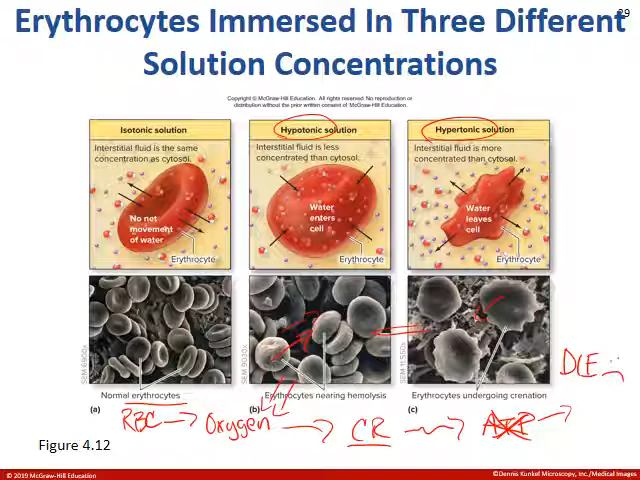 29
Erythrocytes Immersed In Three Different
Solution Concentrations
Copyright © McGraw-Hill Education. All rights reserved. No reproduction or
distribution without the prior written consent of McGraw-Hill Education.
Isotonic solution
Interstitial fluid is the same
concentration as cytosol.
No net
movement
of water
Erythrocyte
Hypotonic solution
Interstitial fluid is less
concentrated than cytosol.
Water
enters
cell
Erythrocyte
Hypertonic solution
Interstitial fluid is more
concentrated than cytosol.
Water
leaves
cell
Erythrocyte
SEM 6900x
SEM 9030x
SEM 11,550x
Normal erythrocytes
Erythrocytes nearing hemolysis
Erythrocytes undergoing crenation
(a)
(b)
(c)
RBC → Oxygen → CR → ATP →
DIE
Figure 4.12
© 2019 McGraw-Hill Education
©Dennis Kunkel Microscopy, Inc./Medical Images